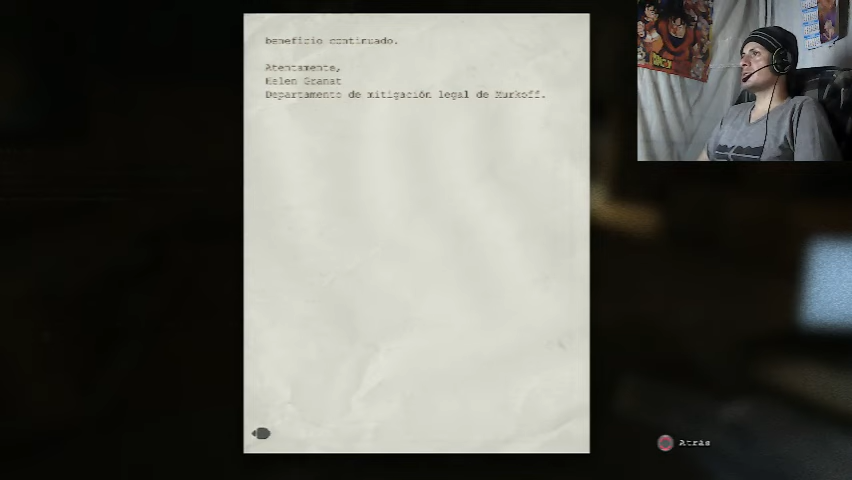 beneficio continuado.
Atentamente,
Helen Granat
Departamento de mitigación legal de Murkoff.
Atrás